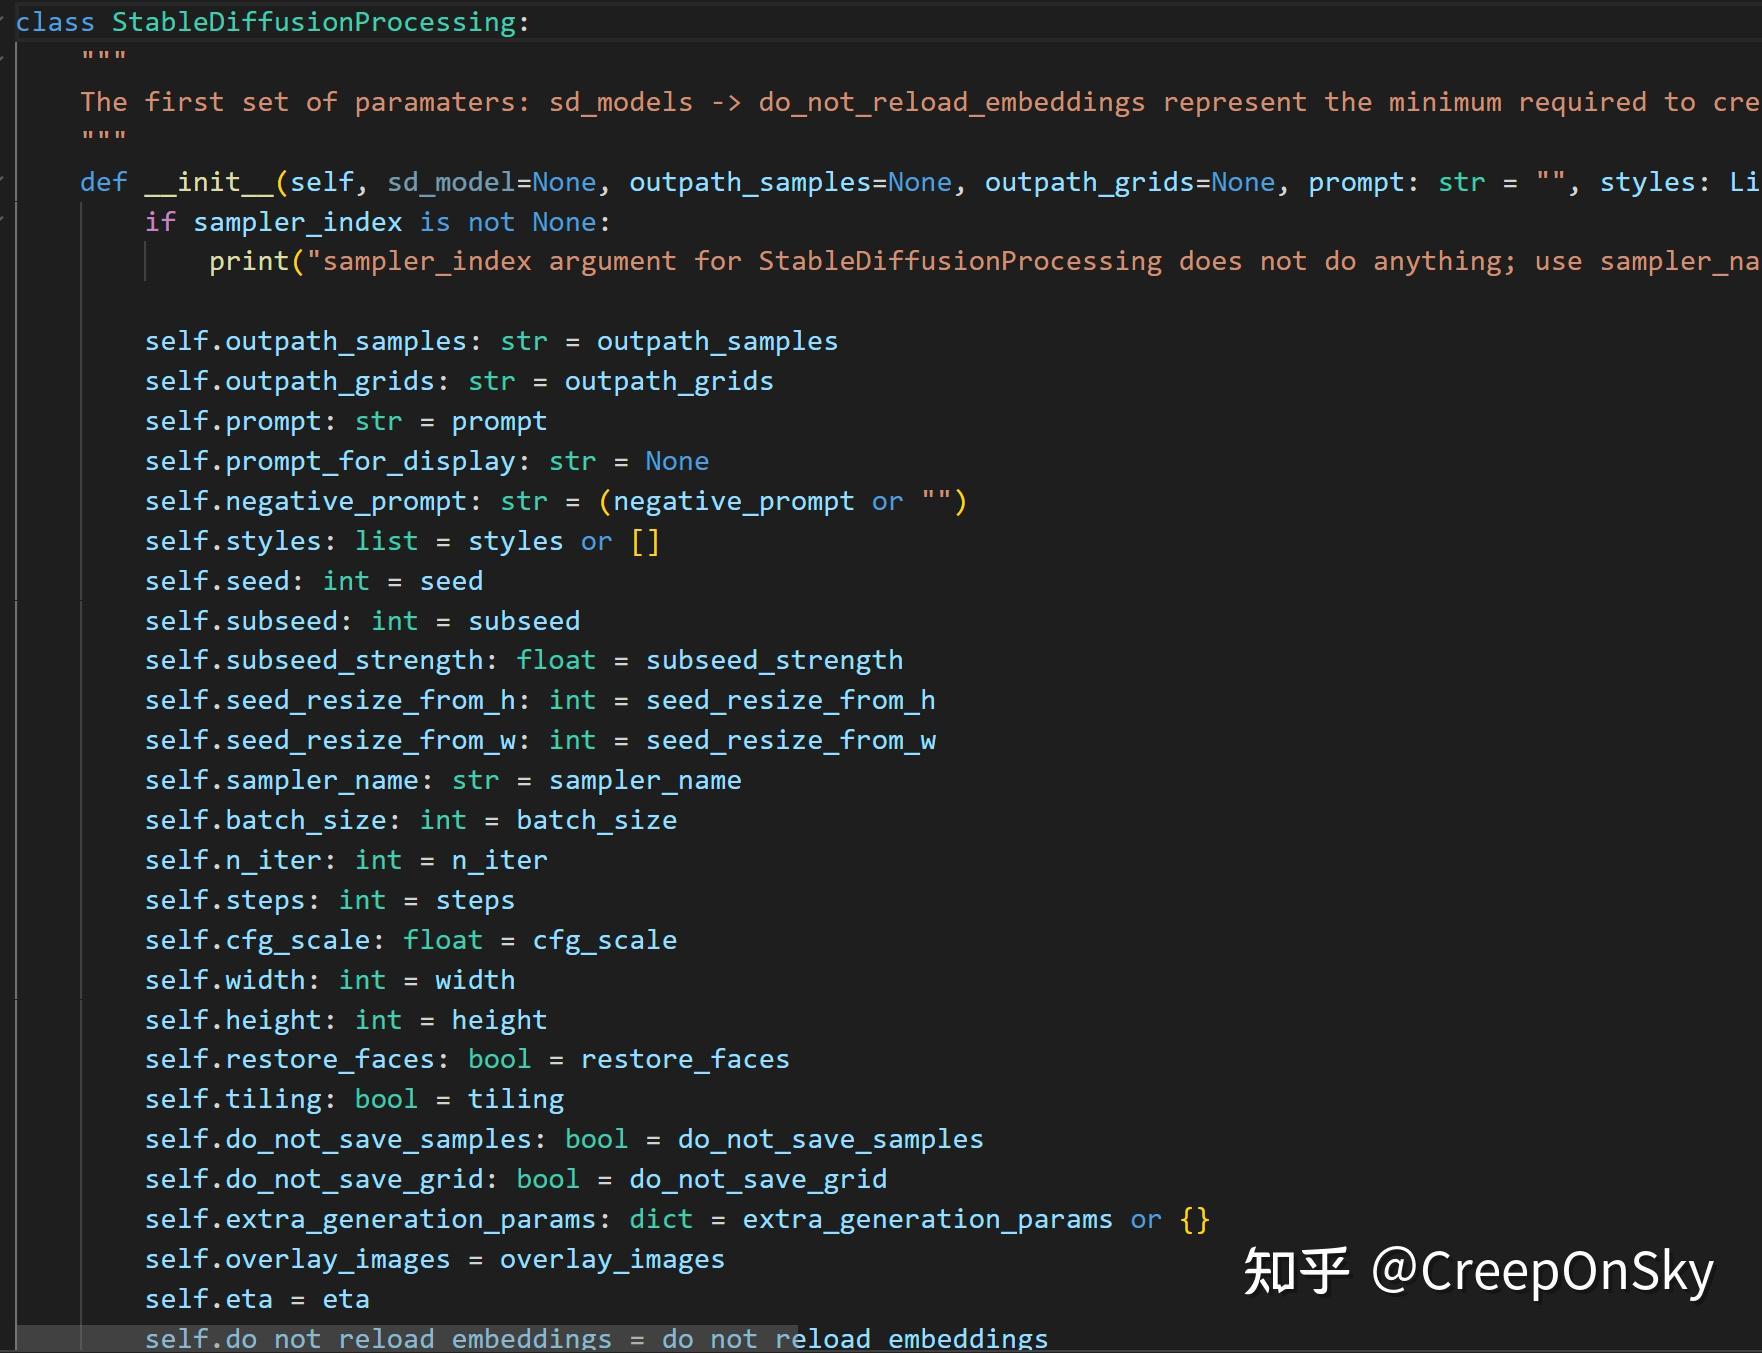 class StableDiffusionProcessing:
    """
    The first set of paramaters: sd_models -> do_not_reload_embeddings represent the minimum required to cre
    """
    def __init__(self, sd_model=None, outpath_samples=None, outpath_grids=None, prompt: str = "", styles: Li
        if sampler_index is not None:
            print("sampler_index argument for StableDiffusionProcessing does not do anything; use sampler_na

        self.outpath_samples: str = outpath_samples
        self.outpath_grids: str = outpath_grids
        self.prompt: str = prompt
        self.prompt_for_display: str = None
        self.negative_prompt: str = (negative_prompt or "")
        self.styles: list = styles or []
        self.seed: int = seed
        self.subseed: int = subseed
        self.subseed_strength: float = subseed_strength
        self.seed_resize_from_h: int = seed_resize_from_h
        self.seed_resize_from_w: int = seed_resize_from_w
        self.sampler_name: str = sampler_name
        self.batch_size: int = batch_size
        self.n_iter: int = n_iter
        self.steps: int = steps
        self.cfg_scale: float = cfg_scale
        self.width: int = width
        self.height: int = height
        self.restore_faces: bool = restore_faces
        self.tiling: bool = tiling
        self.do_not_save_samples: bool = do_not_save_samples
        self.do_not_save_grid: bool = do_not_save_grid
        self.extra_generation_params: dict = extra_generation_params or {}
        self.overlay_images = overlay_images
        self.eta = eta
        self.do_not_reload_embeddings = do_not_reload_embeddings
知乎 @CreepOnSky